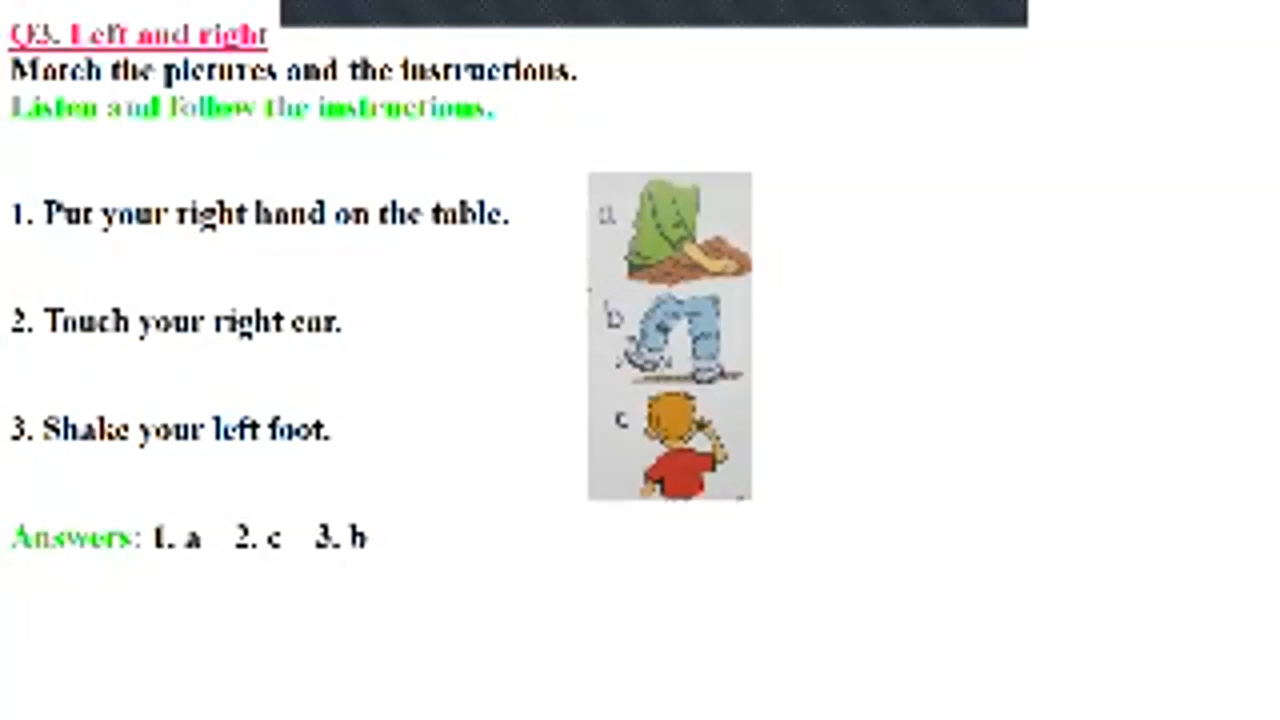 Q3. Left and right
Match the pictures and the instructions.
Listen and follow the instructions.
1. Put your right hand on the table.
a
2. Touch your right ear.
b
3. Shake your left foot.
c
Answers: 1. a 2. c 3. b